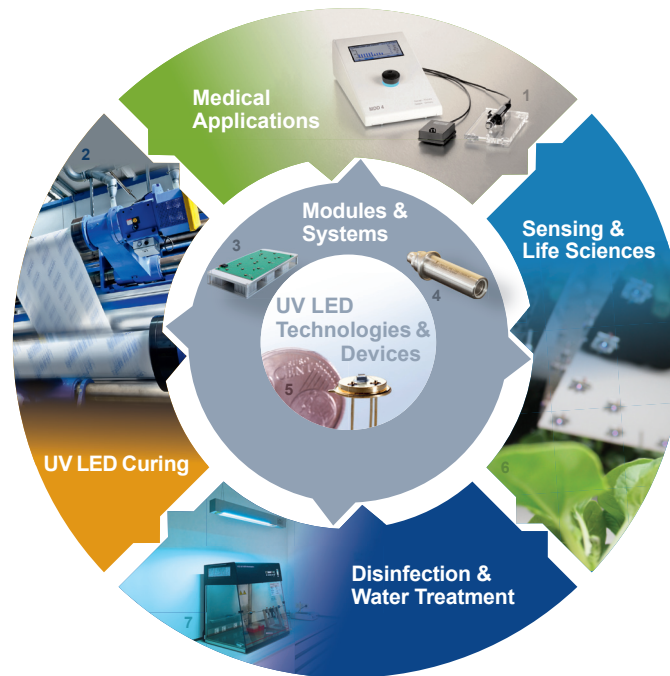 Medical
Applications
1
2
Modules &
Systems
Sensing &
Life Sciences
3
4
UV LED
Technologies &
Devices
5
UV LED Curing
6
Disinfection &
Water Treatment
7